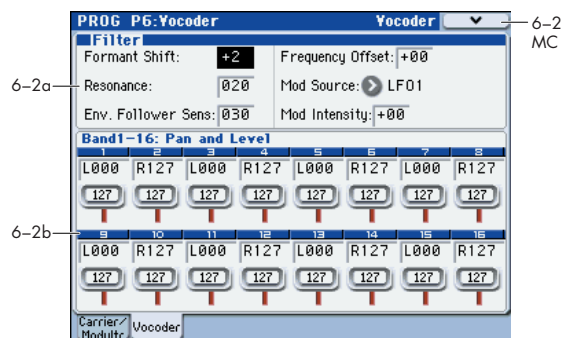 PROG P6:Vocoder Vocoder
6–2
MC
Filter
Formant Shift: +2 Frequency Offset: +00
6–2a
Resonance: 020 Mod Source: LFO1
Env. Follower Sens: 030 Mod Intensity: +00
Band1–16: Pan and Level
1 2 3 4 5 6 7 8
L000 R127 L000 R127 L000 R127 L000 R127
127 127 127 127 127 127 127 127
6–2b
9 10 11 12 13 14 15 16
L000 R127 L000 R127 L000 R127 L000 R127
127 127 127 127 127 127 127 127
Carrier/
Modultr Vocoder